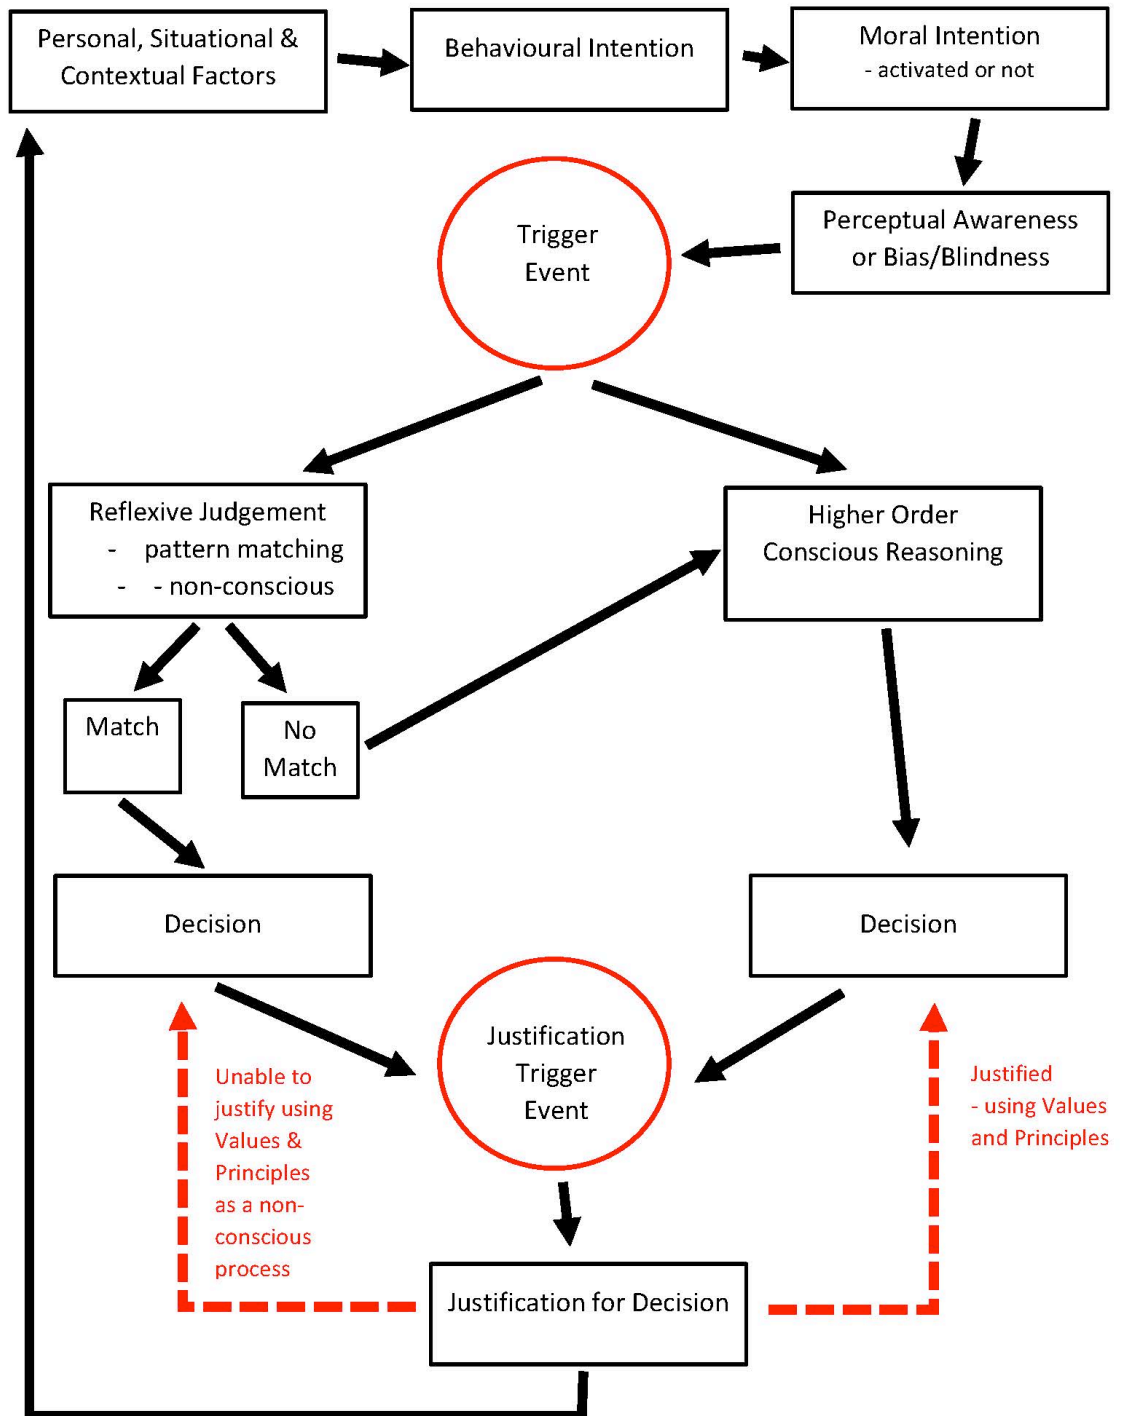 Personal, Situational &
Contextual Factors
Behavioural Intention
Moral Intention
- activated or not
Perceptual Awareness
or Bias/Blindness
Trigger
Event
Reflexive Judgement
- pattern matching
- - non-conscious
Higher Order
Conscious Reasoning
Match
No
Match
Decision
Decision
Justification
Trigger
Event
Unable to
justify using
Values &
Principles
as a non-
conscious
process
Justified
- using Values
and Principles
Justification for Decision